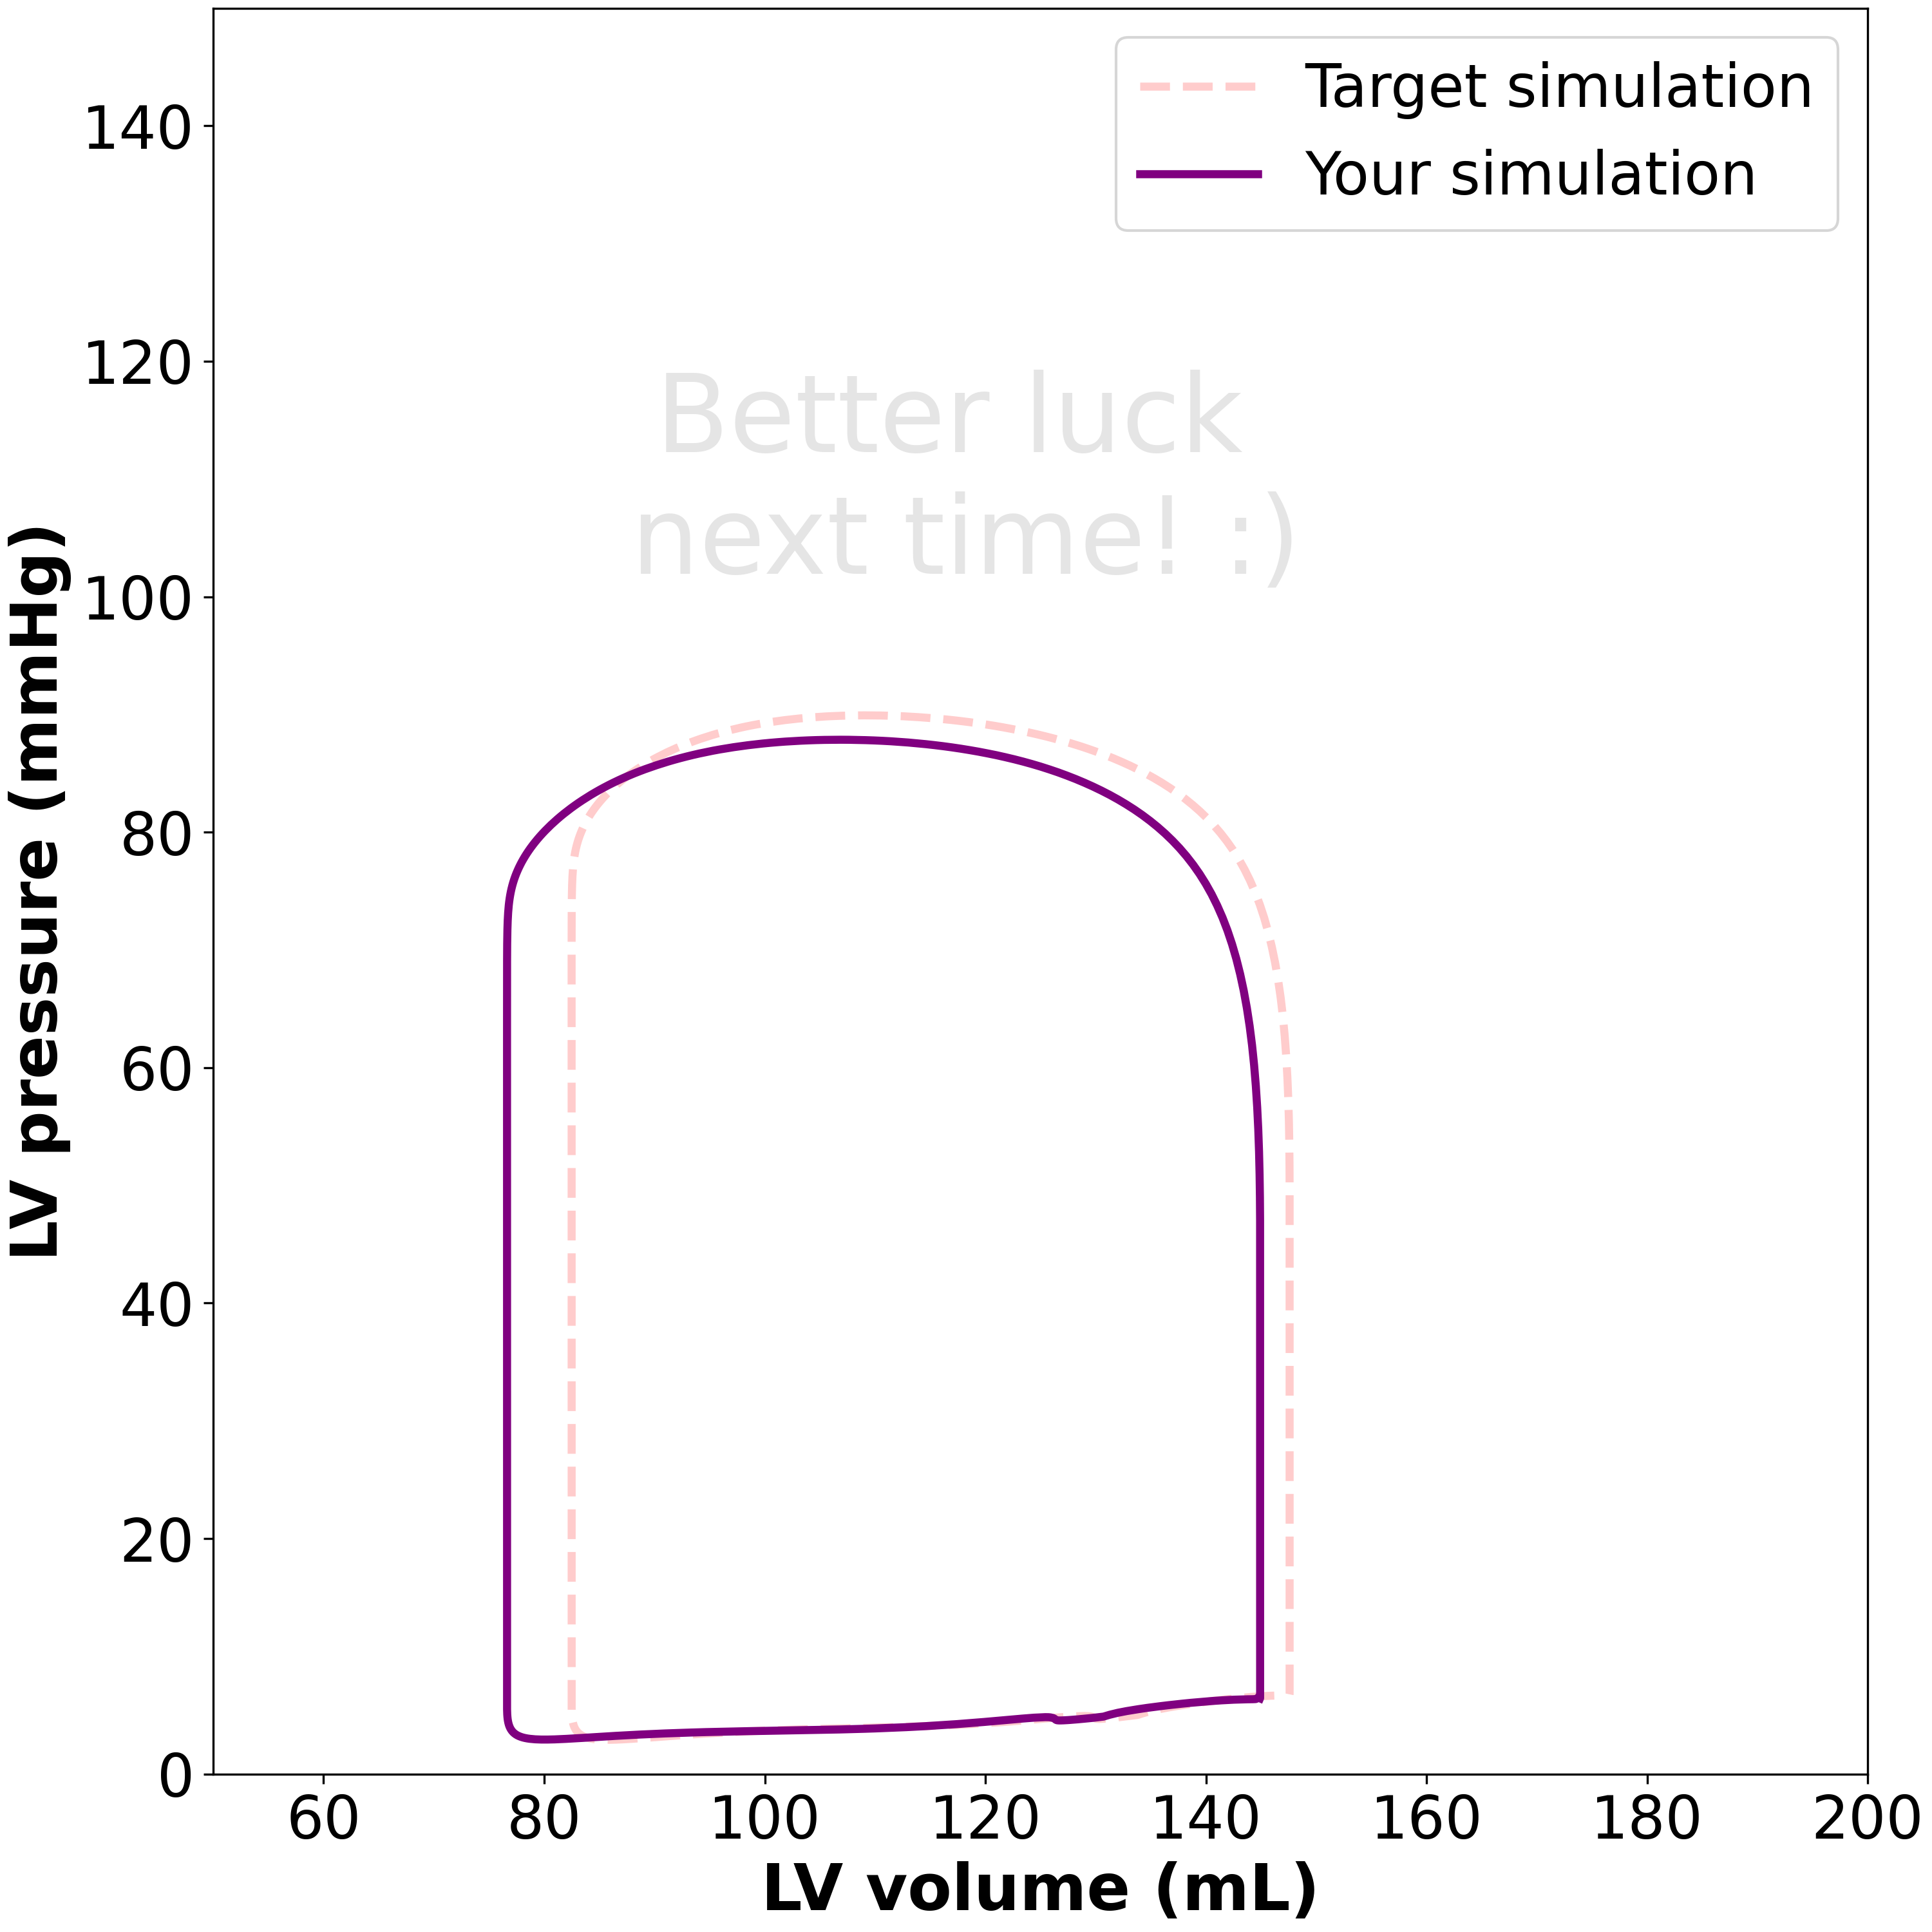 Target simulation
Your simulation
Better luck
next time! :)
LV pressure (mmHg)
140
120
100
80
60
40
20
0
60 80 100 120 140 160 180 200
LV volume (mL)